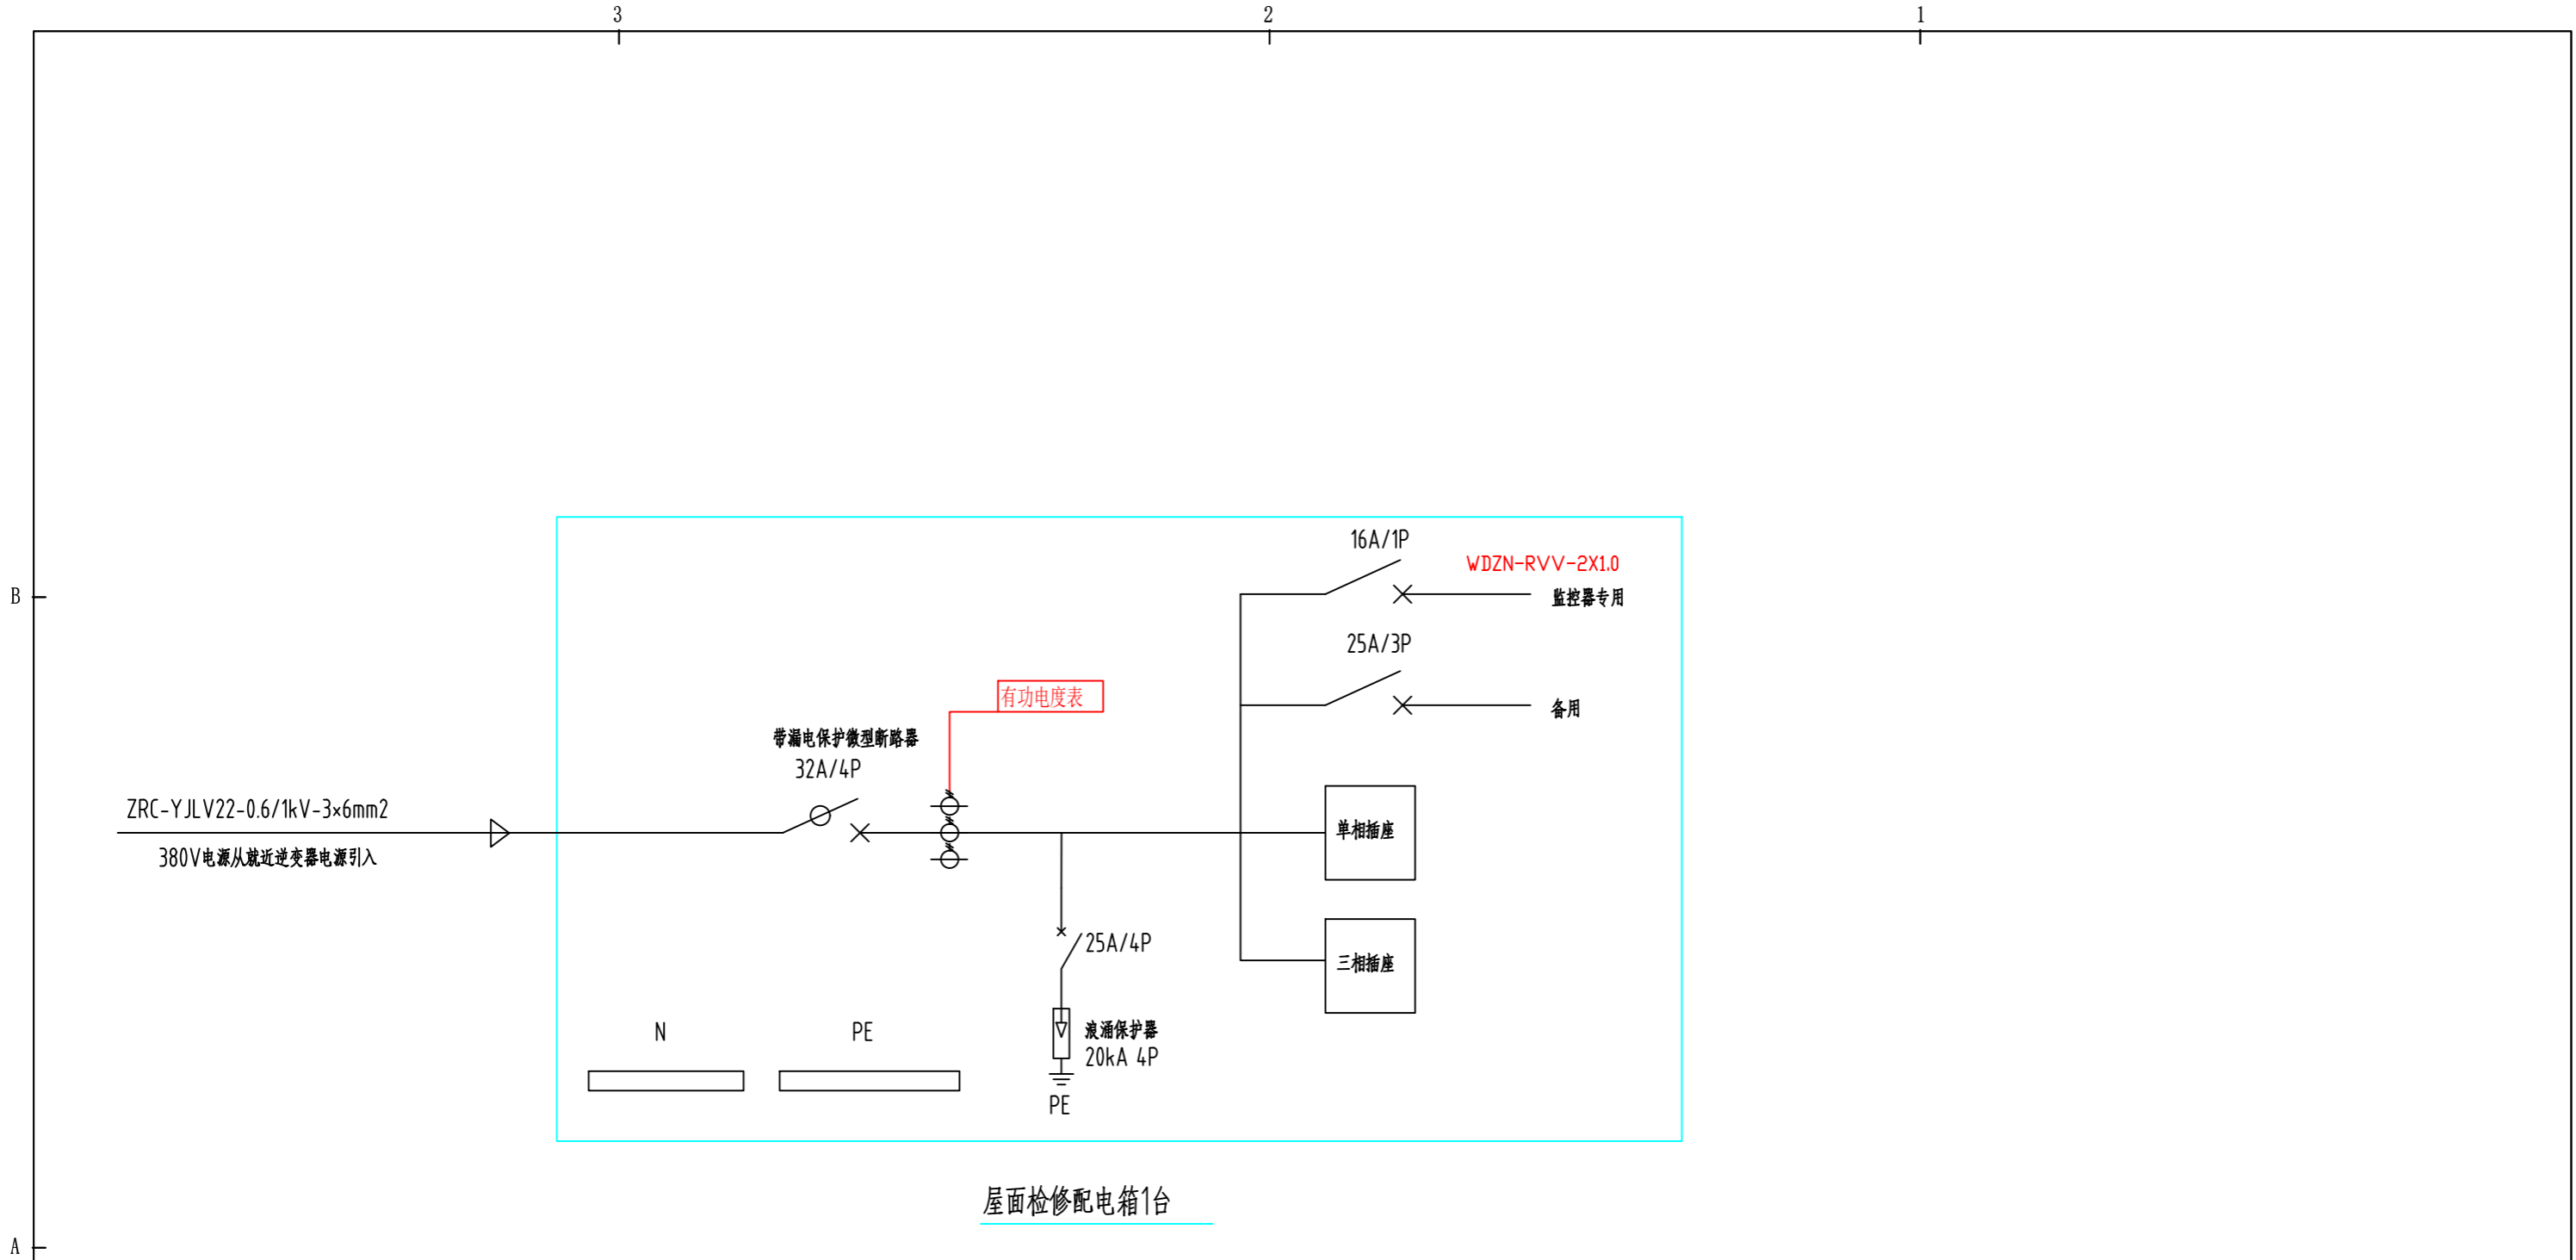 3
2
1
B
A
16A/1P
WDZN-RVV-2X1.0
监控器专用
25A/3P
备用
有功电度表
带漏电保护微型断路器
32A/4P
ZRC-YJLV22-0.6/1kV-3×6mm2
380V电源从就近逆变器电源引入
单相插座
25A/4P
三相插座
N
PE
浪涌保护器
20kA 4P
PE
屋面检修配电箱1台